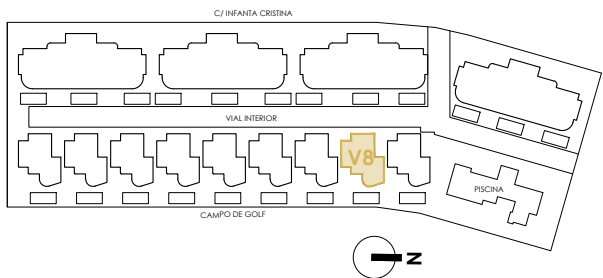 C/ INFANTA CRISTINA
VIAL INTERIOR
V8
PISCINA
CAMPO DE GOLF
N